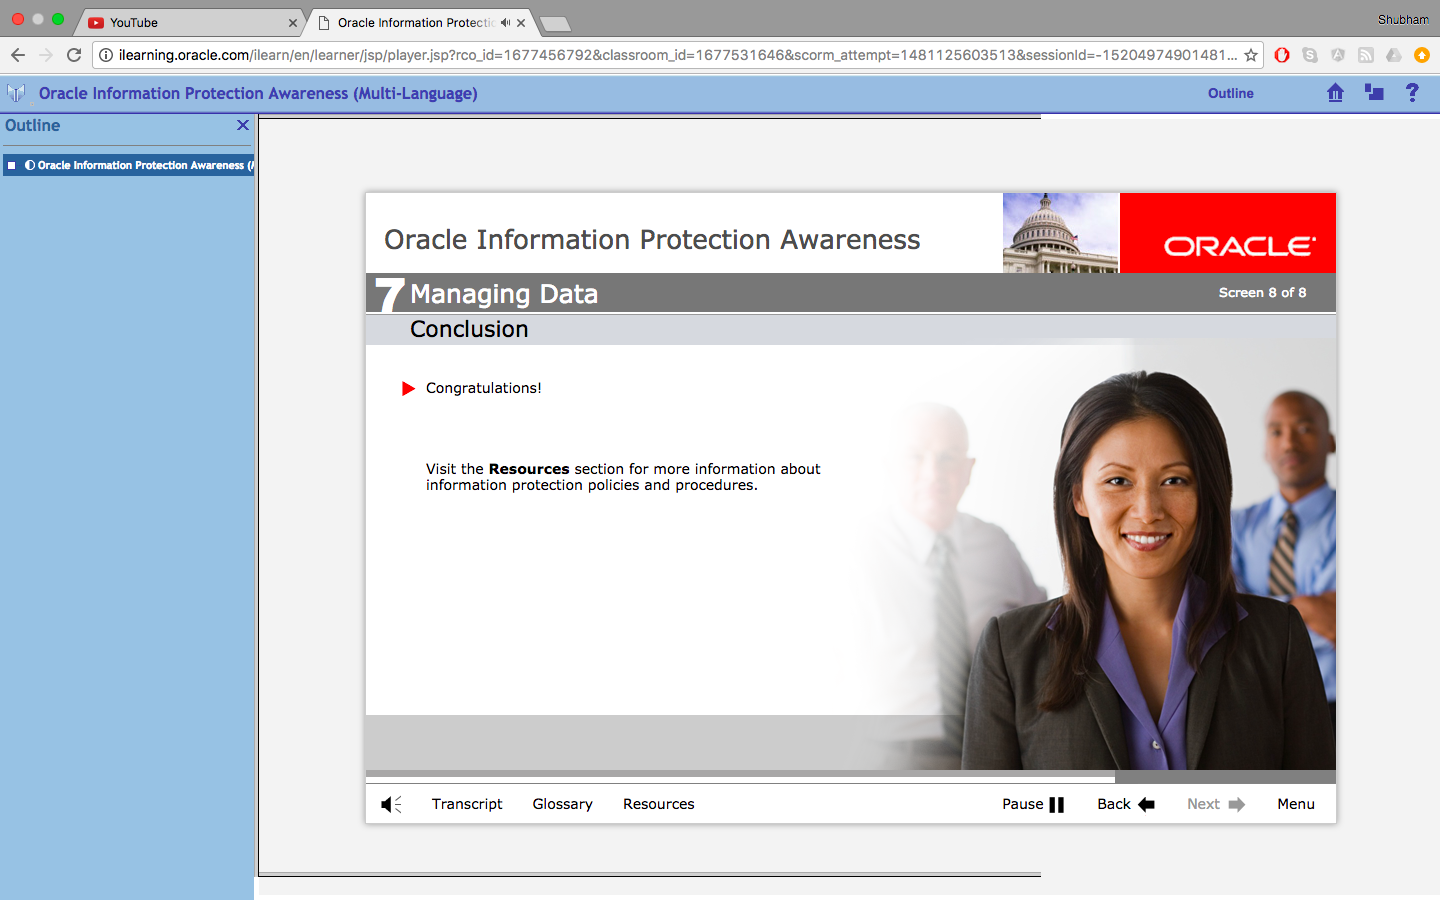 YouTube
Oracle Information Protectic
Shubham
ilearning.oracle.com/ilearn/en/learner/jsp/player.jsp?rco_id=1677456792&classroom_id=1677531646&scorm_attempt=1481125603513&sessionId=-15204974901481...
Oracle Information Protection Awareness (Multi-Language)
Outline
Outline
Oracle Information Protection Awareness (
Oracle Information Protection Awareness
ORACLE
7 Managing Data
Screen 8 of 8
Conclusion
Congratulations!
Visit the Resources section for more information about
information protection policies and procedures.
Transcript
Glossary
Resources
Pause
Back
Next
Menu